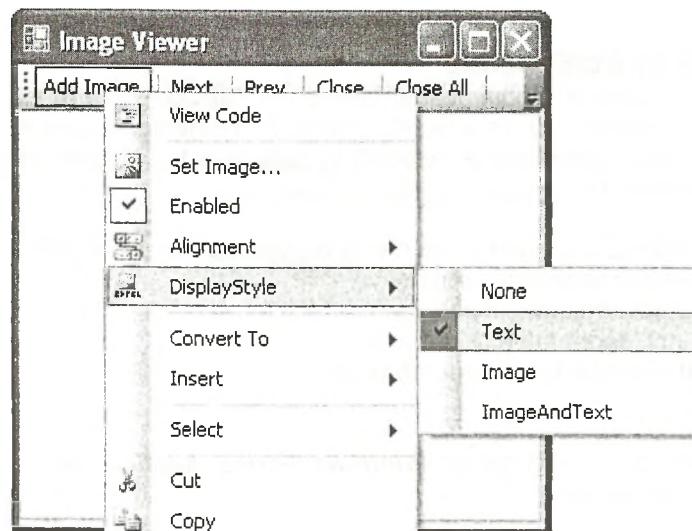 Image Viewer
Add Image Next Prev Close Close All
View Code
Set Image...
Enabled
Alignment
DisplayStyle
None
Text
Image
ImageAndText
Convert To
Insert
Select
Cut
Copy